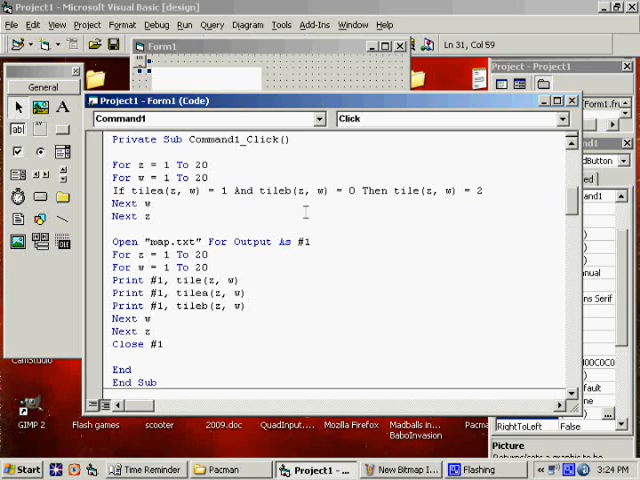 Project1 - Microsoft Visual Basic [design]
File Edit View Project Format Debug Run Query Diagram Tools Add-Ins Window Help
Ln 31, Col 59
Form1
Project - Project1
General
Project1 - Form1 (Code)
Form1.frm
Command1 Click
Private Sub Command1_Click()
For z = 1 To 20
For w = 1 To 20
If tilea(z, w) = 1 And tileb(z, w) = 0 Then tile(z, w) = 2
Next w
Next z
Open "map.txt" For Output As #1
For z = 1 To 20
For w = 1 To 20
Print #1, tile(z, w)
Print #1, tilea(z, w)
Print #1, tileb(z, w)
Next w
Next z
Close #1
End
End Sub
CamStudio
GIMP 2 Flash games scooter 2009.doc QuadInput.... Mozilla Firefox Madballs in... BaboInvasion
RightToLeft False
Picture
Start Time Reminder Pacman Project1 - ... New Bitmap I... Flashing 3:24 PM